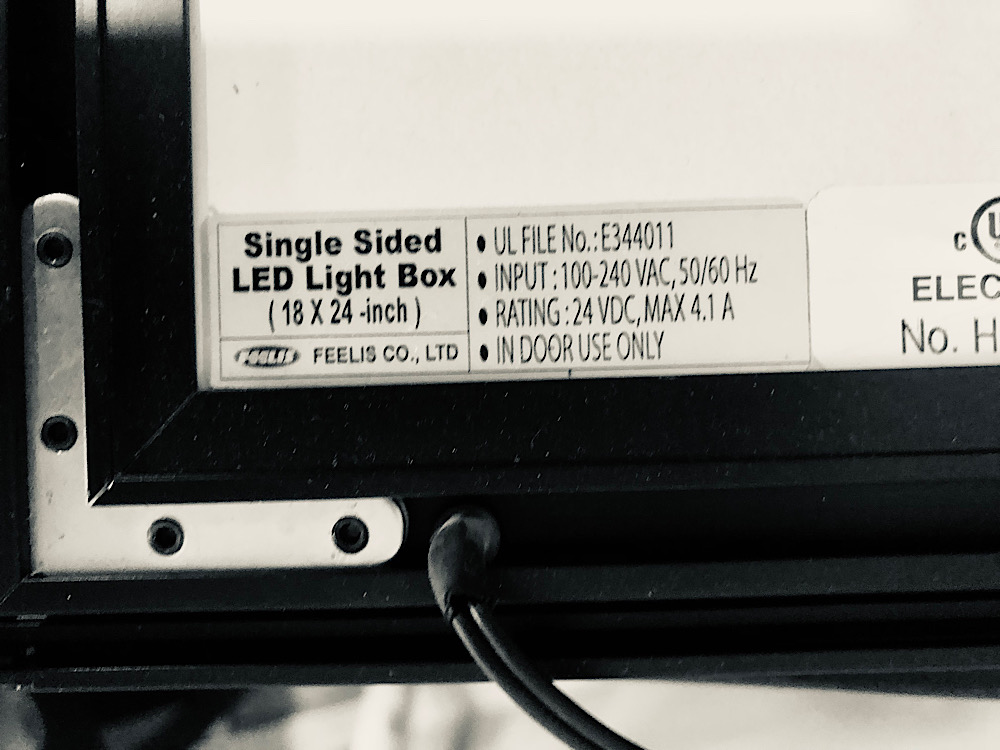 Single Sided
LED Light Box
( 18 X 24 -inch )
FEELIS FEELIS CO., LTD
• UL FILE No.: E344011
• INPUT : 100-240 VAC, 50/60 Hz
• RATING : 24 VDC, MAX 4.1 A
• IN DOOR USE ONLY
C U
ELEC
No. H